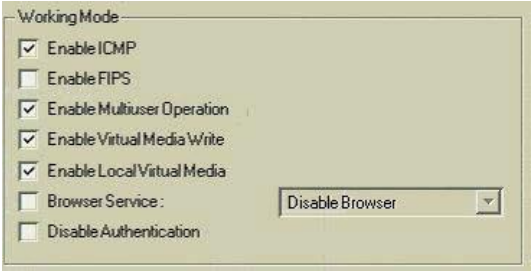 Working Mode
Enable ICMP
Enable FIPS
Enable Multiuser Operation
Enable Virtual Media Write
Enable Local Virtual Media
Browser Service : Disable Browser
Disable Authentication